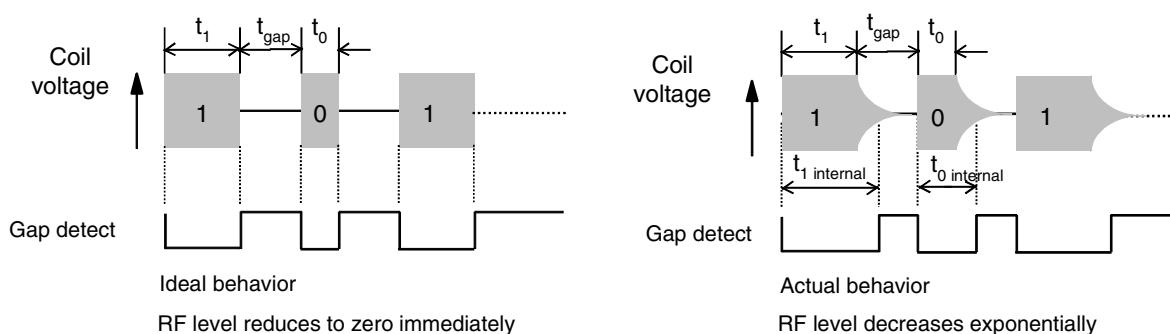 t1 tgap t0
Coil voltage
1 0 1
Gap detect
Ideal behavior
RF level reduces to zero immediately
t1 tgap t0
Coil voltage
1 0 1
t1 internal t0 internal
Gap detect
Actual behavior
RF level decreases exponentially